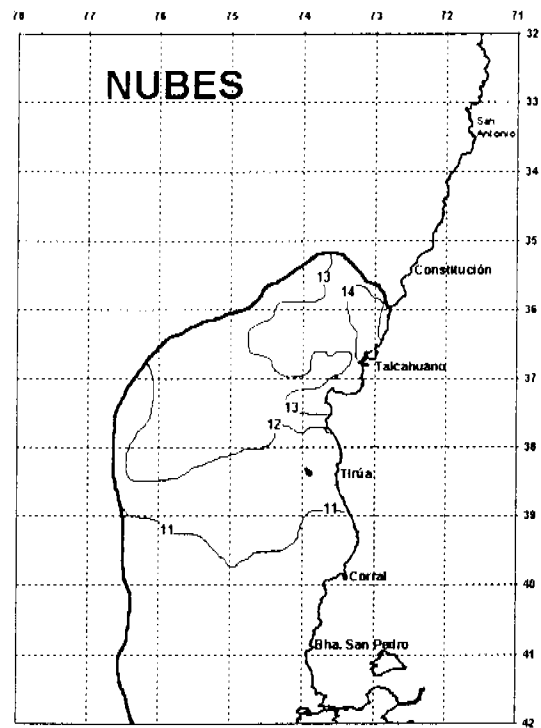 78 77 76 75 74 73 72 71
32
NUBES
33
San
Antonio
34
35
Constitución
13
14
36
Talcahuano
37
13
12
38
Tirúa
11
11
39
Corral
40
Bha. San Pedro
41
42